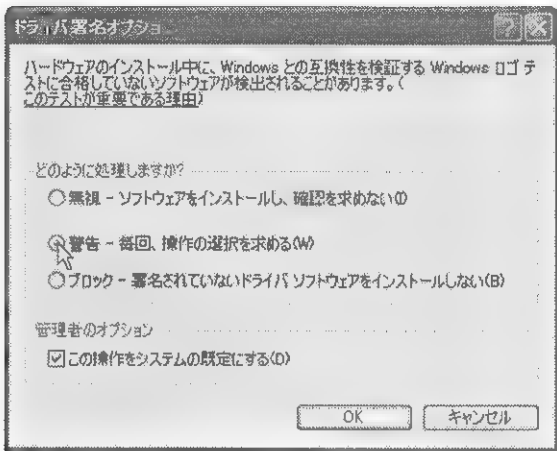 ドライバ署名オプション
ハードウェアのインストール中に、Windows との互換性を検証する Windows ロゴ テ
ストに合格していないソフトウェアが検出されることがあります。(
このテストが重要である理由)
どのように処理しますか?
無視 - ソフトウェアをインストールし、確認を求めない(I)
警告 - 毎回、操作の選択を求める(W)
ブロック - 署名されていないドライバ ソフトウェアをインストールしない(B)
管理者のオプション
この操作をシステムの既定にする(D)
OK
キャンセル